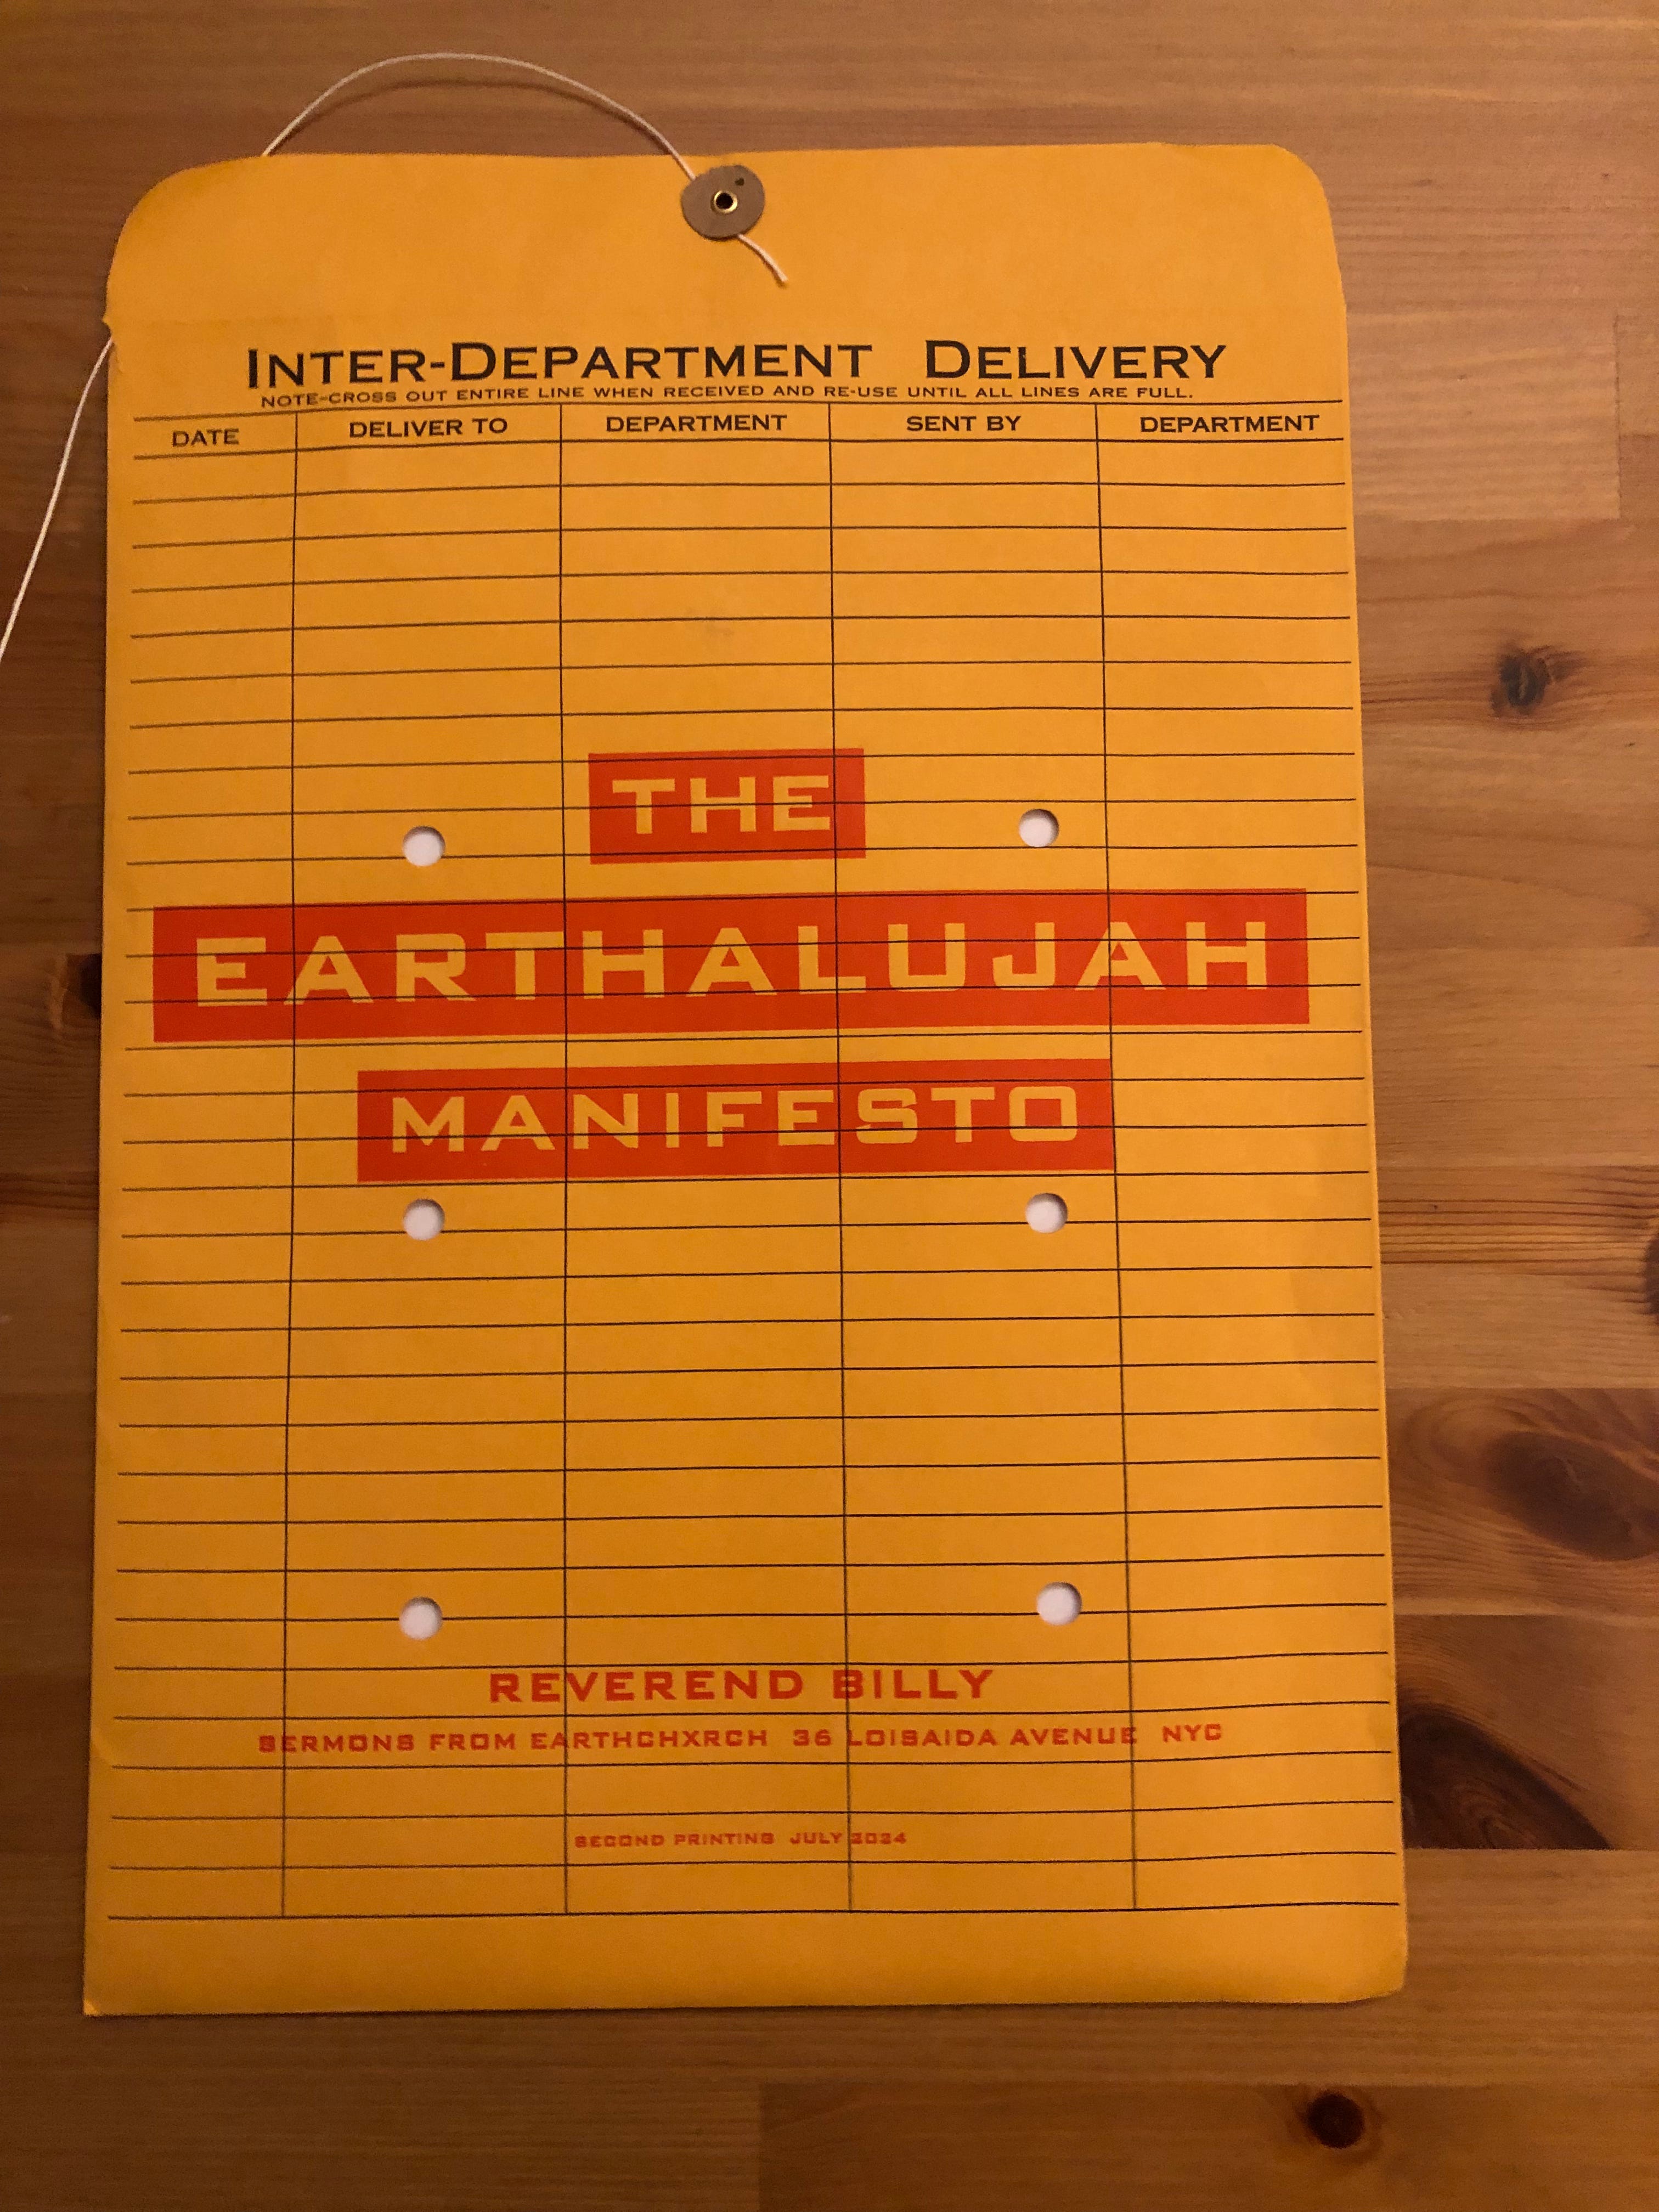 INTER-DEPARTMENT DELIVERY
NOTE-CROSS OUT ENTIRE LINE WHEN RECEIVED AND RE-USE UNTIL ALL LINES ARE FULL.
DATE DELIVER TO DEPARTMENT SENT BY DEPARTMENT
THE
EARTHALUJAH
MANIFESTO
REVEREND BILLY
SERMONS FROM EARTHCHXRCH 36 LOISAIDA AVENUE NYC
SECOND PRINTING JULY 2024